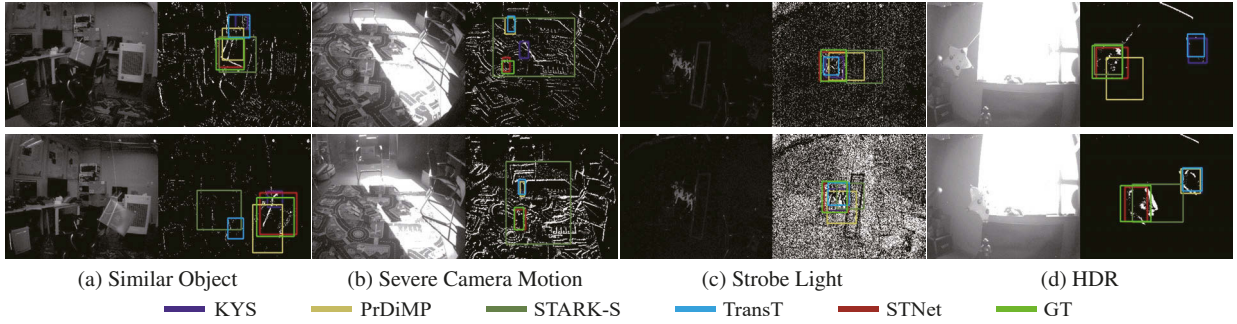 (a) Similar Object
(b) Severe Camera Motion
(c) Strobe Light
(d) HDR
KYS
PrDiMP
STARK-S
TransT
STNet
GT